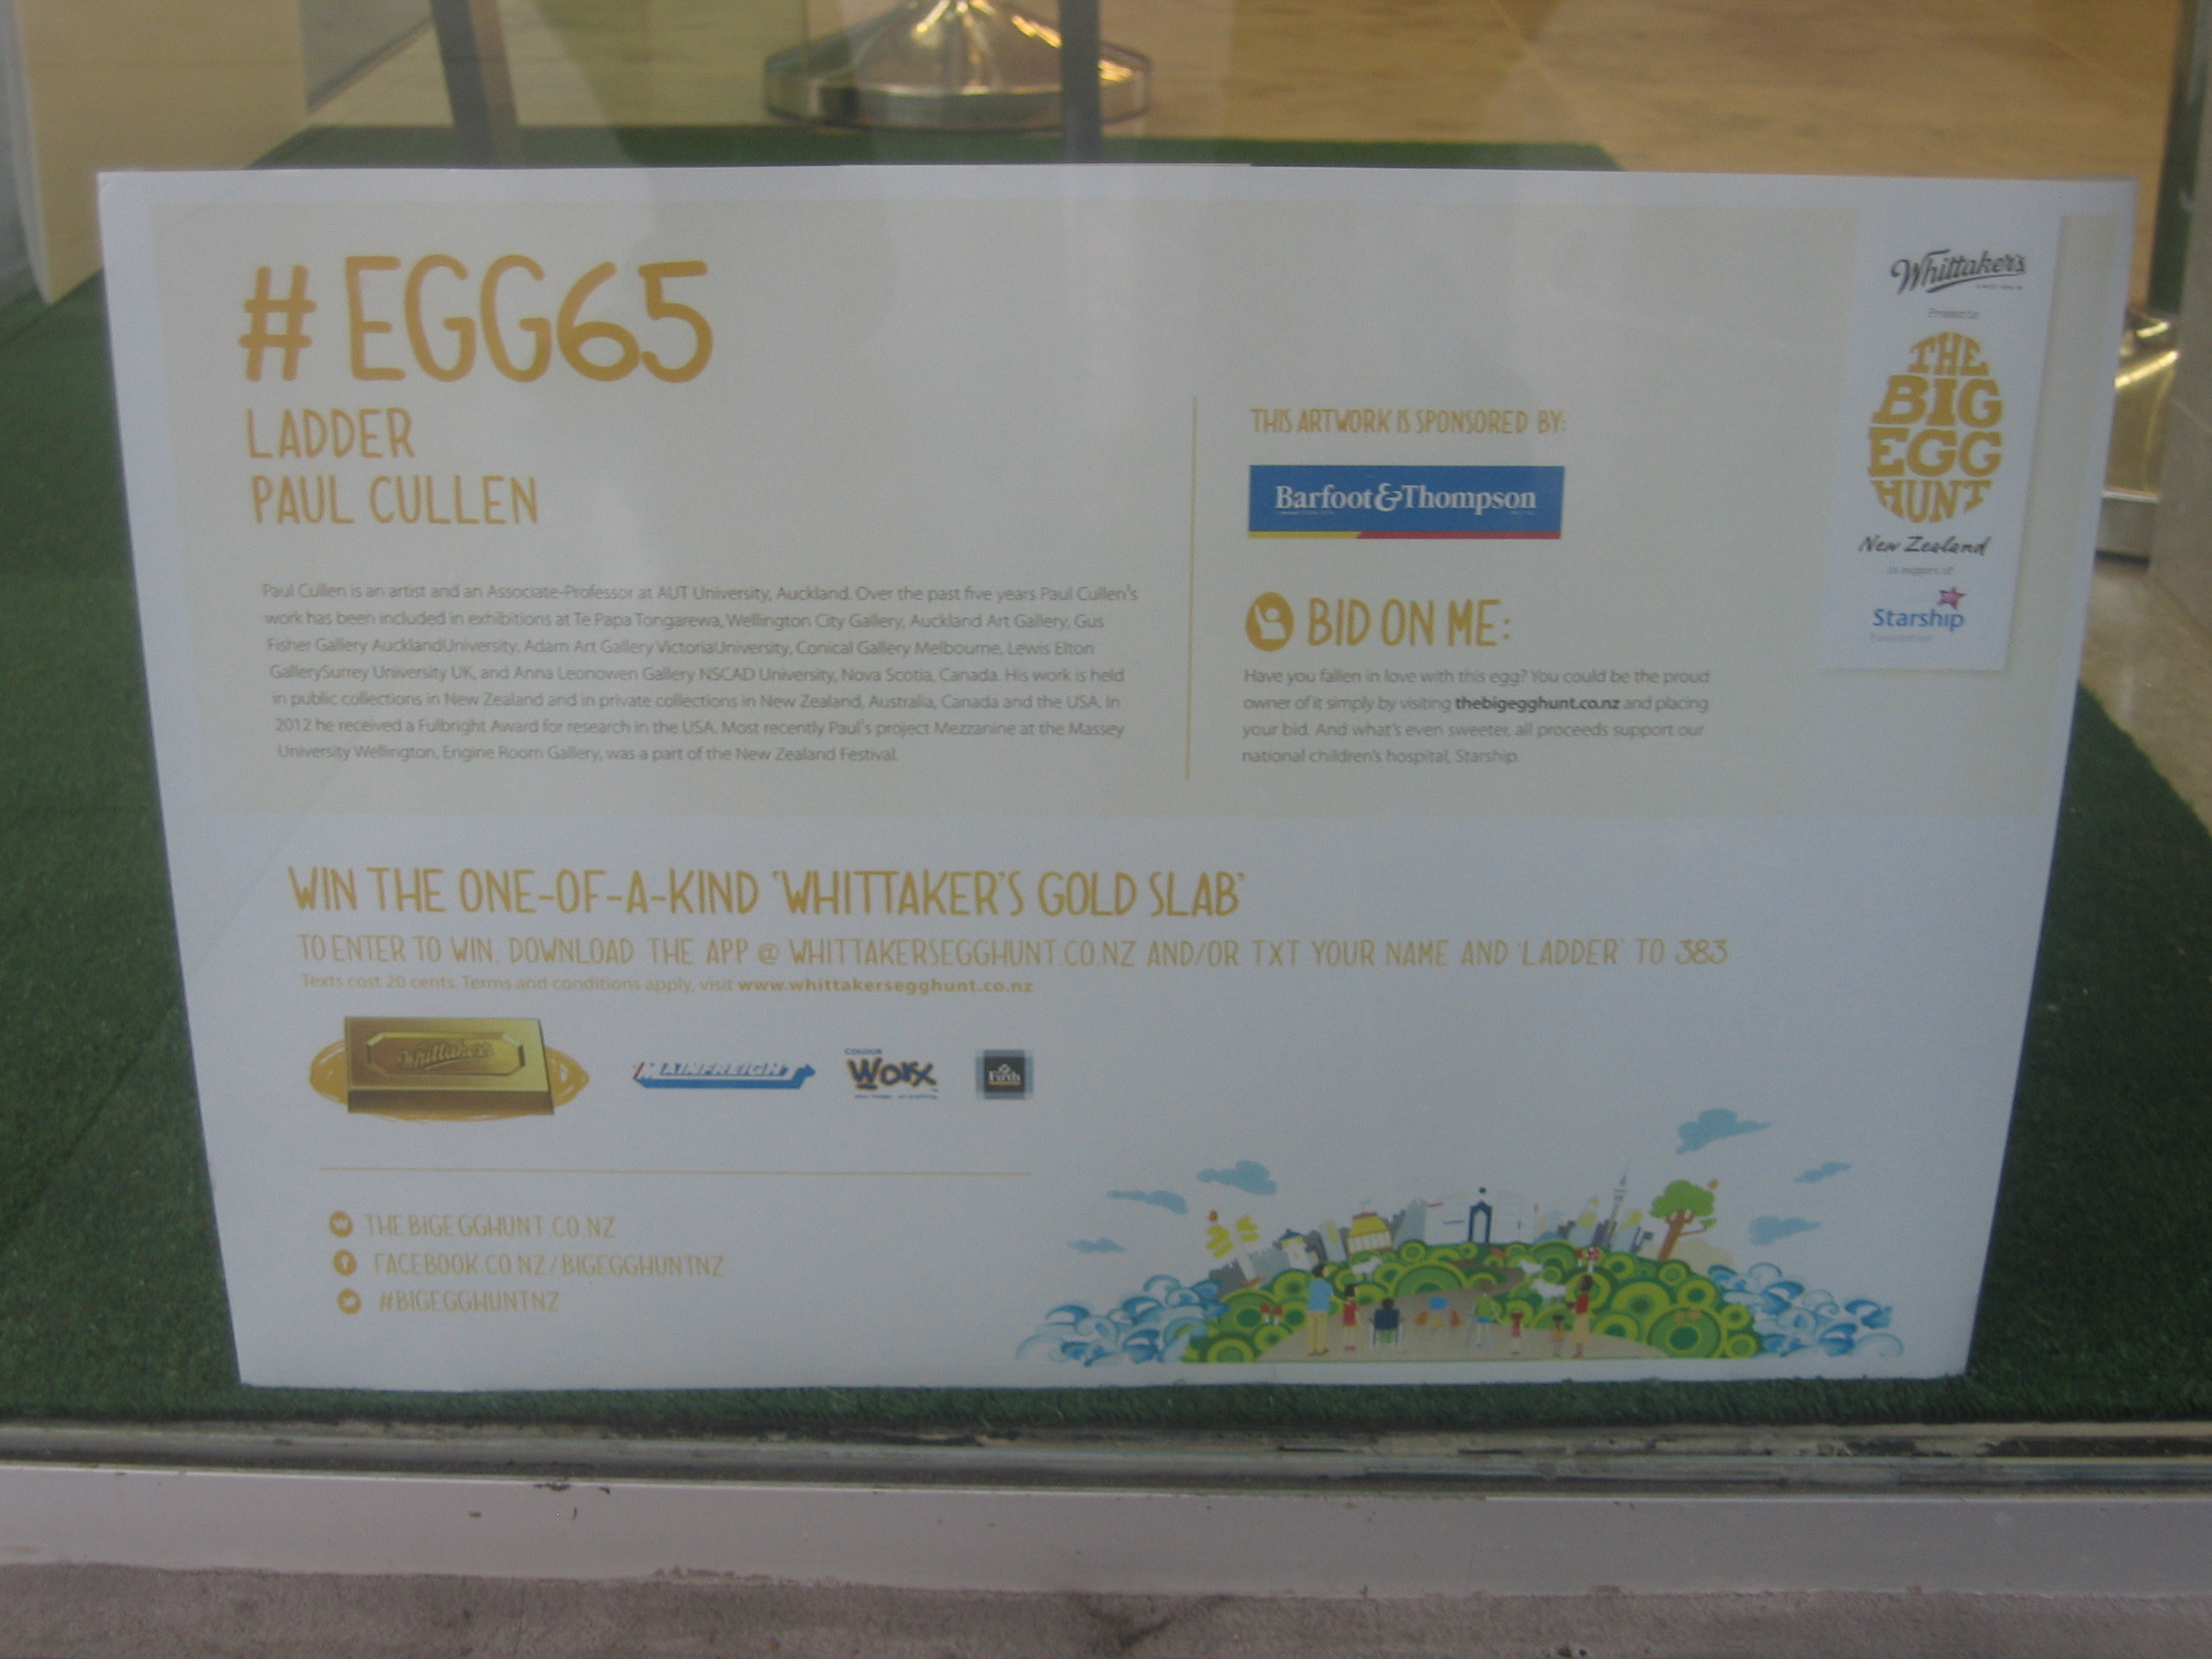 #EGG65
LADDER
PAUL CULLEN
Paul Cullen is an artist and an Associate-Professor at AUT University, Auckland. Over the past five years Paul Cullen's
work has been included in exhibitions at Te Papa Tongarewa, Wellington City Gallery, Auckland Art Gallery, Gus
Fisher Gallery AucklandUniversity, Adam Art Gallery VictoriaUniversity, Conical Gallery Melbourne, Lewis Elton
GallerySurrey University UK, and Anna Leonowen Gallery NSCAD University, Nova Scotia, Canada. His work is held
in public collections in New Zealand and in private collections in New Zealand, Australia, Canada and the USA. In
2012 he received a Fulbright Award for research in the USA. Most recently Paul's project Mezzanine at the Massey
University Wellington, Engine Room Gallery, was a part of the New Zealand Festival.
THIS ARTWORK IS SPONSORED BY:
Barfoot&Thompson
BID ON ME:
Have you fallen in love with this egg? You could be the proud
owner of it simply by visiting thebigegghunt.co.nz and placing
your bid. And what's even sweeter, all proceeds support our
national children's hospital, Starship.
Whittaker's
Presents
THE
BIG
EGG
HUNT
New Zealand
in support of
Starship
Foundation
WIN THE ONE-OF-A-KIND 'WHITTAKER'S GOLD SLAB'
TO ENTER TO WIN, DOWNLOAD THE APP @ WHITTAKERSEGGHUNT.CO.NZ AND/OR TXT YOUR NAME AND 'LADDER' TO 383
Texts cost 20 cents. Terms and conditions apply, visit www.whittakersegghunt.co.nz
Whittaker's
MAINFREIGHT
COLOUR
WORX
Firth
THEBIGEGGHUNT.CO.NZ
FACEBOOK.CO.NZ/BIGEGGHUNTNZ
#BIGEGGHUNTNZ